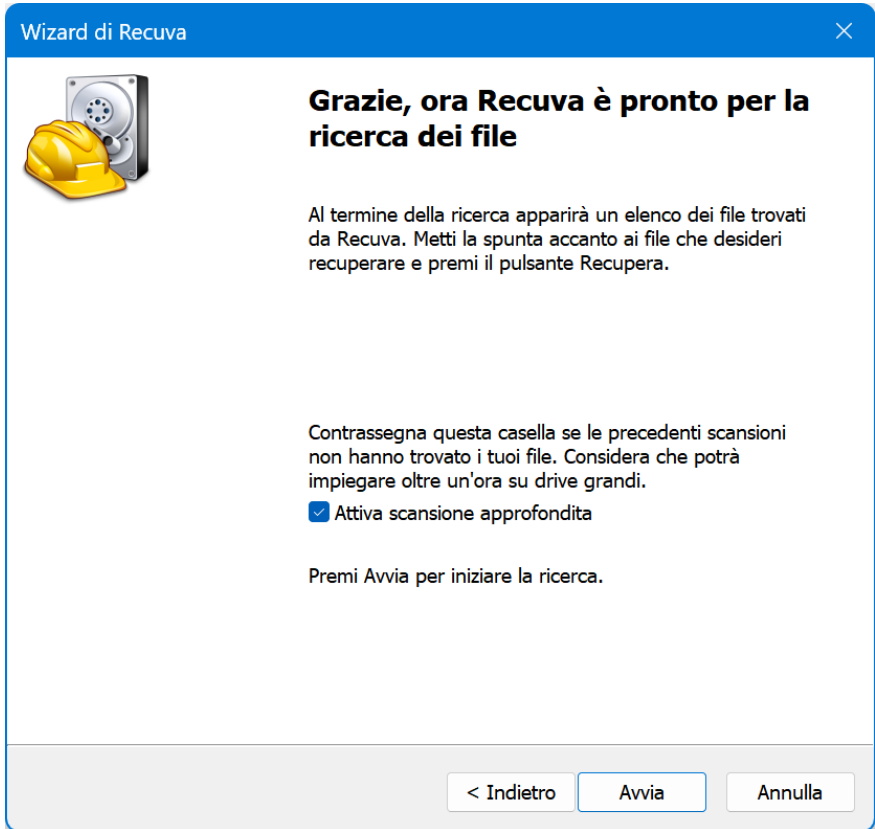 Wizard di Recuva
Grazie, ora Recuva è pronto per la
ricerca dei file
Al termine della ricerca apparirà un elenco dei file trovati
da Recuva. Metti la spunta accanto ai file che desideri
recuperare e premi il pulsante Recupera.
Contrassegna questa casella se le precedenti scansioni
non hanno trovato i tuoi file. Considera che potrà
impiegare oltre un'ora su drive grandi.
Attiva scansione approfondita
Premi Avvia per iniziare la ricerca.
< Indietro
Avvia
Annulla